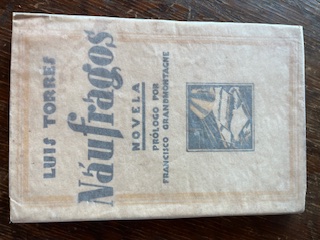 LUIS TORRES
Náufragos
NOVELA
PRÓLOGO POR
FRANCISCO GRANDMONTAGNE